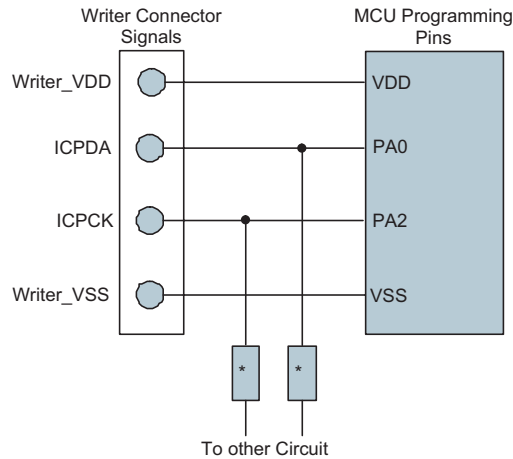 Writer Connector
Signals
MCU Programming
Pins
Writer_VDD
VDD
ICPDA
PA0
ICPCK
PA2
Writer_VSS
VSS
*
*
To other Circuit